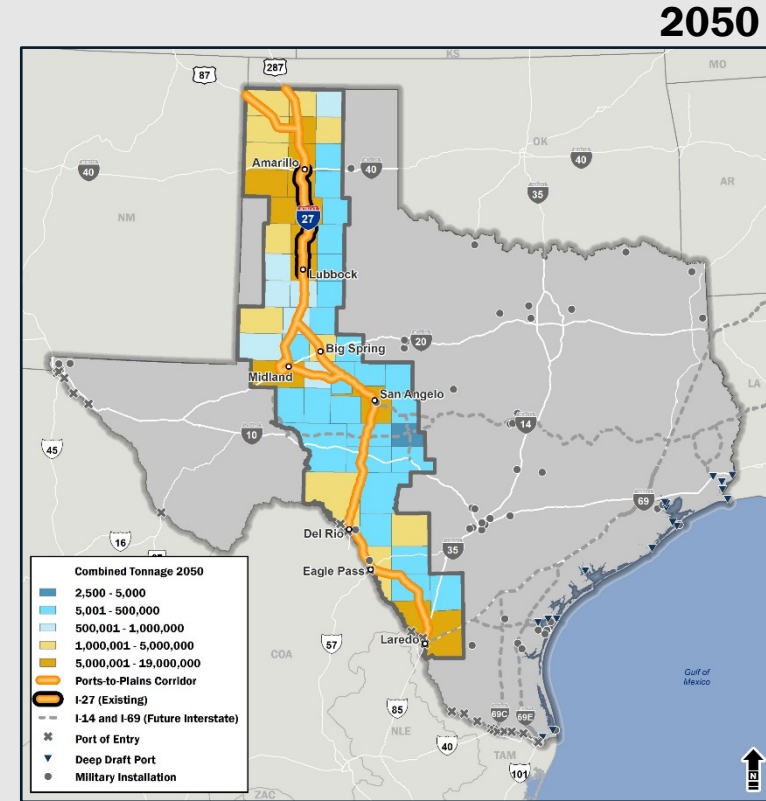 2050
KS
MO
87
287
OK
40
Amarillo
40
40
AR
35
NM
27
Lubbock
Big Spring
20
Midland
San Angelo
LA
10
14
45
69
16
Del Rio
35
Eagle Pass
Laredo
COA
57
Gulf of
Mexico
85
NLE
69C
69E
40
TAM
101
ZAC
Combined Tonnage 2050
2,500 - 5,000
5,001 - 500,000
500,001 - 1,000,000
1,000,001 - 5,000,000
5,000,001 - 19,000,000
Ports-to-Plains Corridor
I-27 (Existing)
I-14 and I-69 (Future Interstate)
Port of Entry
Deep Draft Port
Military Installation
N